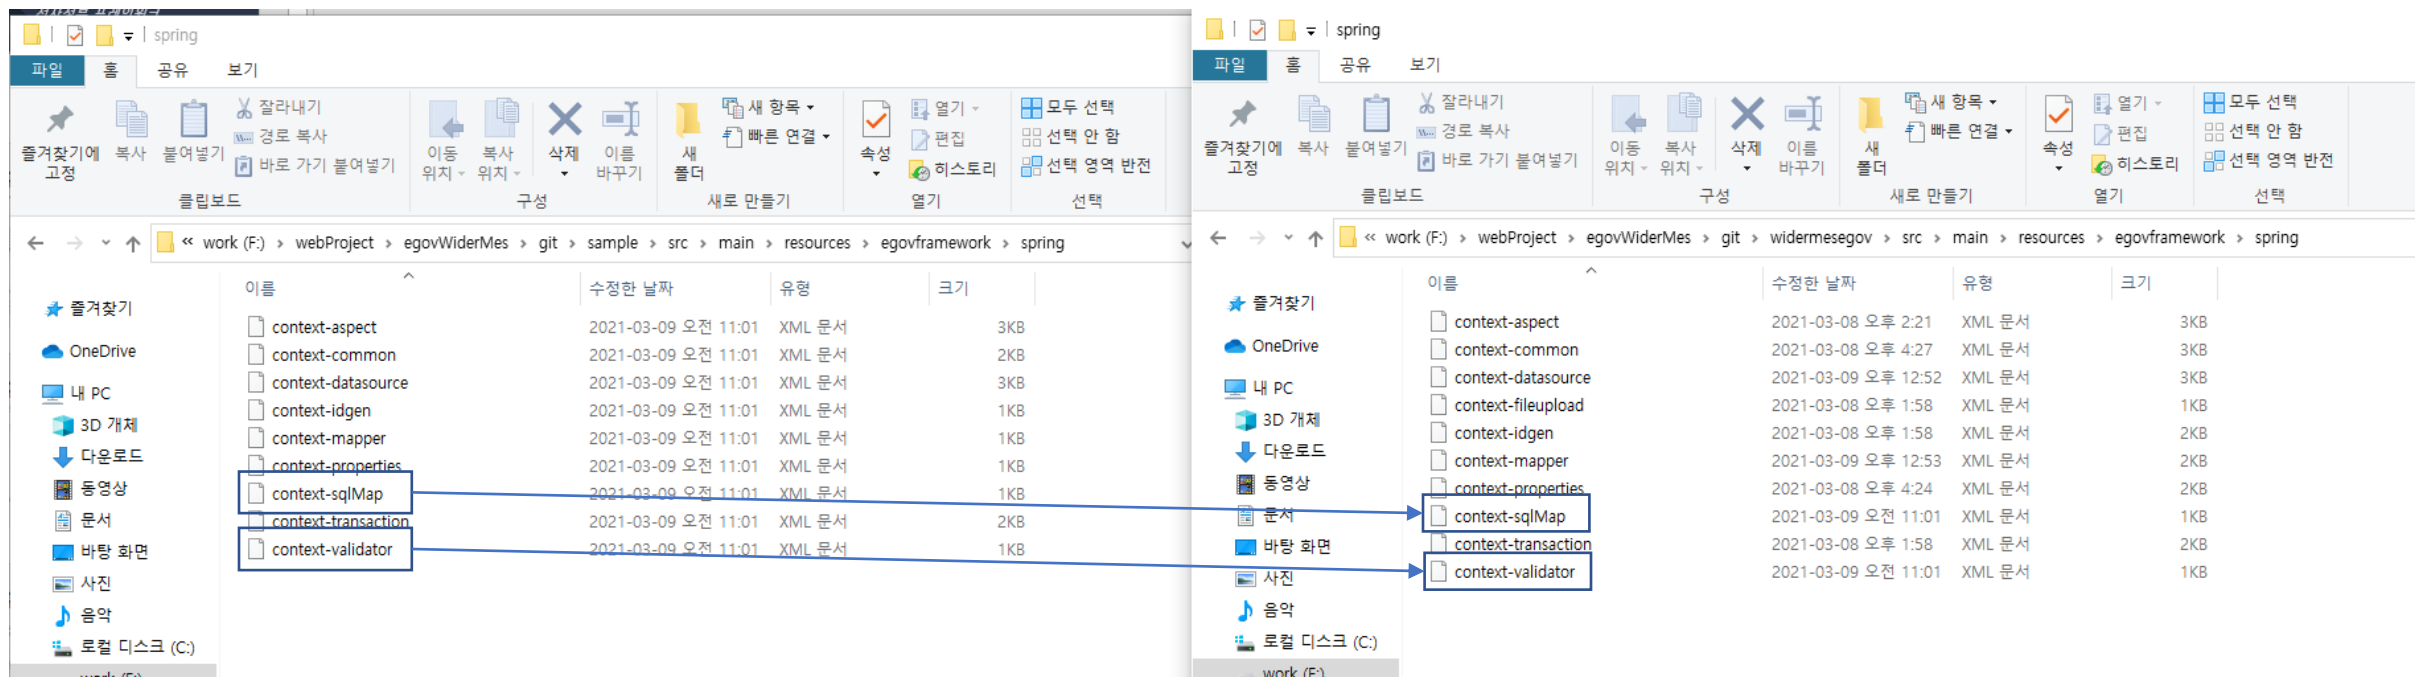 spring
파일 홈 공유 보기
즐겨찾기에 고정
복사
붙여넣기
잘라내기
경로 복사
바로 가기 붙여넣기
클립보드
이동 위치
복사 위치
삭제
이름 바꾸기
구성
새 폴더
새 항목
빠른 연결
새로 만들기
속성
열기
편집
히스토리
열기
모두 선택
선택 안 함
선택 영역 반전
선택
« work (F:) › webProject › egovWiderMes › git › sample › src › main › resources › egovframework › spring
이름 수정한 날짜 유형 크기
즐겨찾기
OneDrive
내 PC
3D 개체
다운로드
동영상
문서
바탕 화면
사진
음악
로컬 디스크 (C:)
work (F:)
context-aspect 2021-03-09 오전 11:01 XML 문서 3KB
context-common 2021-03-09 오전 11:01 XML 문서 2KB
context-datasource 2021-03-09 오전 11:01 XML 문서 3KB
context-idgen 2021-03-09 오전 11:01 XML 문서 1KB
context-mapper 2021-03-09 오전 11:01 XML 문서 1KB
context-properties 2021-03-09 오전 11:01 XML 문서 1KB
context-sqlMap 2021-03-09 오전 11:01 XML 문서 1KB
context-transaction 2021-03-09 오전 11:01 XML 문서 2KB
context-validator 2021-03-09 오전 11:01 XML 문서 1KB
spring
파일 홈 공유 보기
즐겨찾기에 고정
복사
붙여넣기
잘라내기
경로 복사
바로 가기 붙여넣기
클립보드
이동 위치
복사 위치
삭제
이름 바꾸기
구성
새 폴더
새 항목
빠른 연결
새로 만들기
속성
열기
편집
히스토리
열기
모두 선택
선택 안 함
선택 영역 반전
선택
« work (F:) › webProject › egovWiderMes › git › widermesegov › src › main › resources › egovframework › spring
이름 수정한 날짜 유형 크기
즐겨찾기
OneDrive
내 PC
3D 개체
다운로드
동영상
문서
바탕 화면
사진
음악
로컬 디스크 (C:)
work (F:)
context-aspect 2021-03-08 오후 2:21 XML 문서 3KB
context-common 2021-03-08 오후 4:27 XML 문서 3KB
context-datasource 2021-03-09 오후 12:52 XML 문서 3KB
context-fileupload 2021-03-08 오후 1:58 XML 문서 1KB
context-idgen 2021-03-08 오후 1:58 XML 문서 2KB
context-mapper 2021-03-09 오후 12:53 XML 문서 2KB
context-properties 2021-03-08 오후 4:24 XML 문서 2KB
context-sqlMap 2021-03-09 오전 11:01 XML 문서 1KB
context-transaction 2021-03-08 오후 1:58 XML 문서 2KB
context-validator 2021-03-09 오전 11:01 XML 문서 1KB